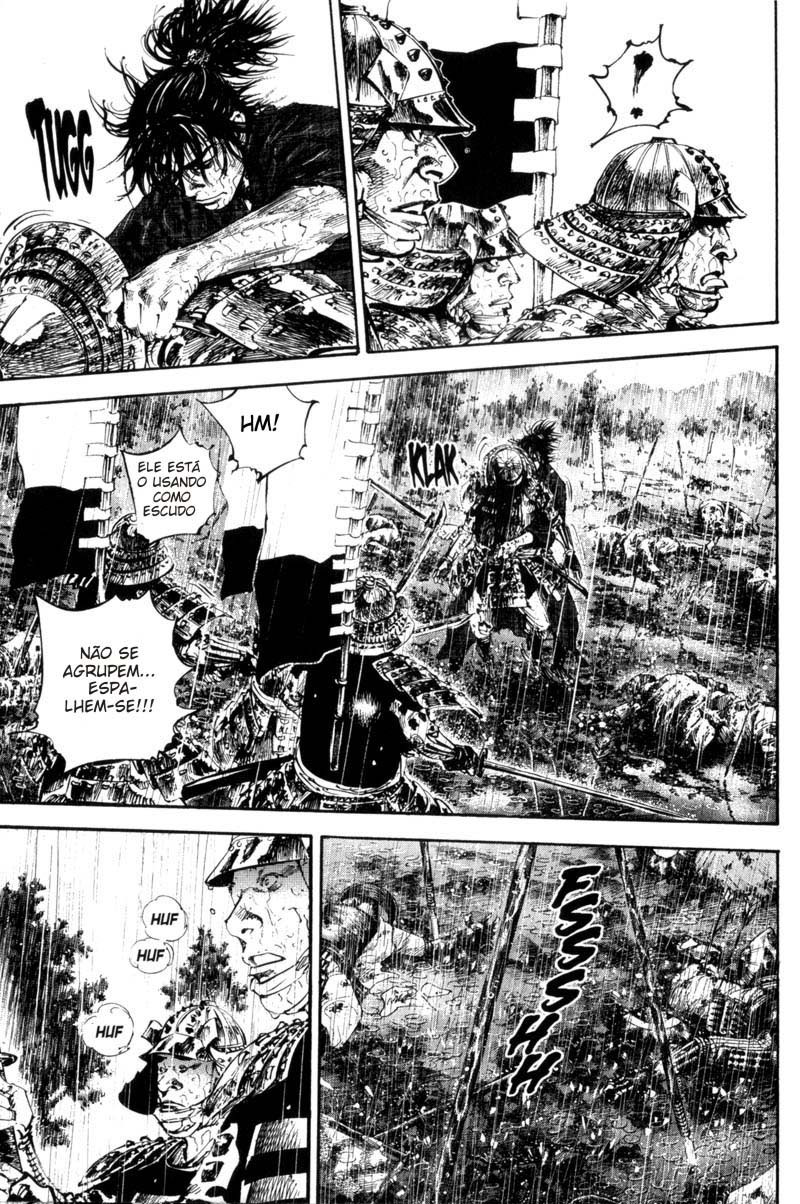 !
TUGG
KLAK
HM!
ELE ESTÁ
O USANDO
COMO
ESCUDO
NÃO SE
AGRUPEM...
ESPA-
LHEM-SE!!!
FSSSHH
HUF
HUF
HUF